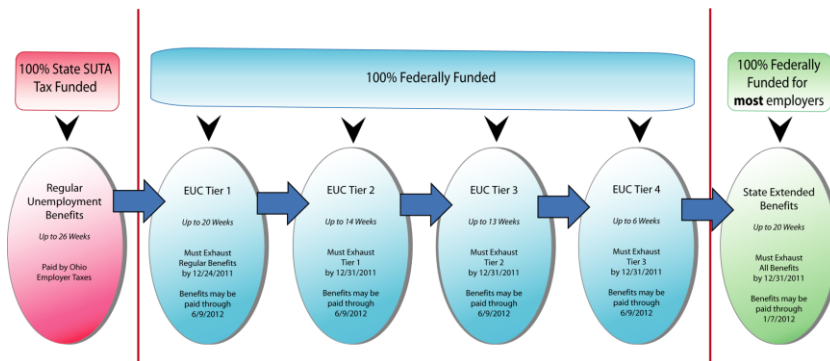 100% State SUTA
Tax Funded
100% Federally Funded
100% Federally
Funded for
most employers
Regular
Unemployment
Benefits
Up to 26 Weeks
Paid by Ohio
Employer Taxes
EUC Tier 1
Up to 20 Weeks
Must Exhaust
Regular Benefits
by 12/24/2011
Benefits may be
paid through
6/9/2012
EUC Tier 2
Up to 14 Weeks
Must Exhaust
Tier 1
by 12/31/2011
Benefits may be
paid through
6/9/2012
EUC Tier 3
Up to 13 Weeks
Must Exhaust
Tier 2
by 12/31/2011
Benefits may be
paid through
6/9/2012
EUC Tier 4
Up to 6 Weeks
Must Exhaust
Tier 3
by 12/31/2011
Benefits may be
paid through
6/9/2012
State Extended
Benefits
Up to 20 Weeks
Must Exhaust
All Benefits
by 12/31/2011
Benefits may be
paid through
1/7/2012